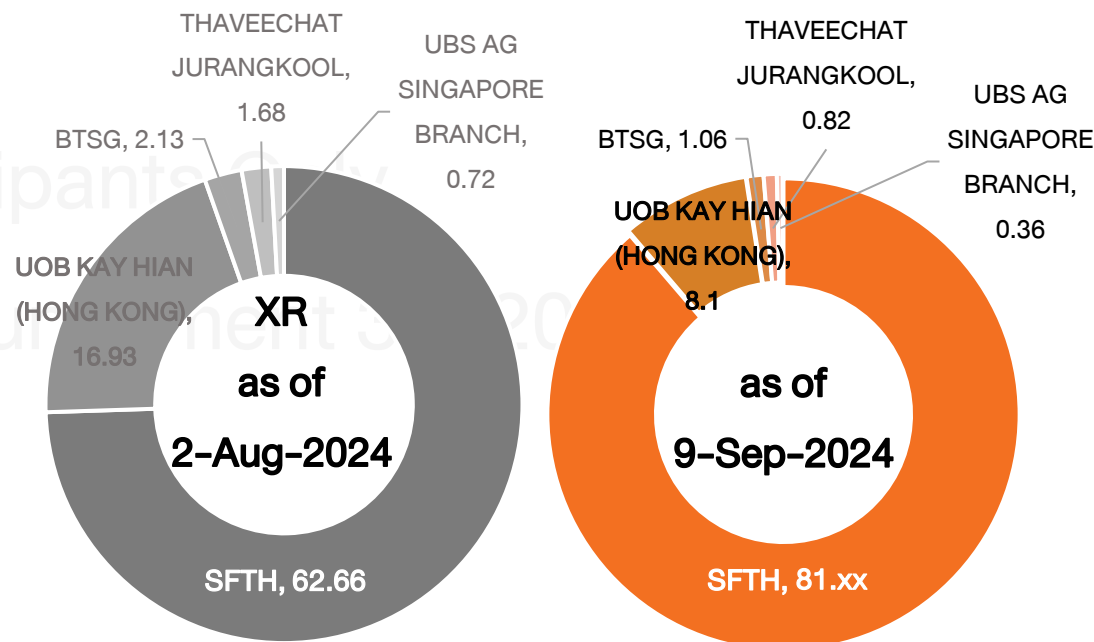 THAVEECHAT
JURANGKOOL,
1.68
UBS AG
SINGAPORE
BRANCH,
0.72
BTSG, 2.13
UOB KAY HIAN
(HONG KONG),
16.93
XR
as of
2-Aug-2024
SFTH, 62.66
THAVEECHAT
JURANGKOOL,
0.82
UBS AG
SINGAPORE
BRANCH,
0.36
BTSG, 1.06
UOB KAY HIAN
(HONG KONG),
8.1
as of
9-Sep-2024
SFTH, 81.xx